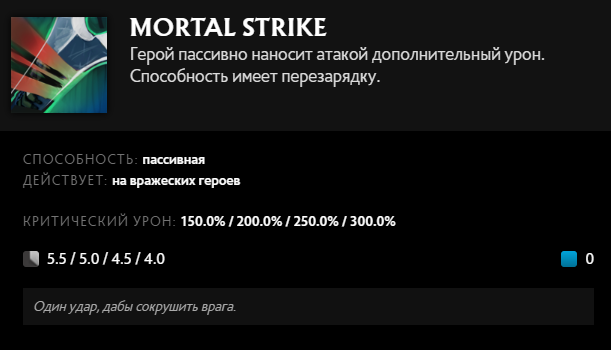 MORTAL STRIKE
Герой пассивно наносит атакой дополнительный урон.
Способность имеет перезарядку.
СПОСОБНОСТЬ: пассивная
ДЕЙСТВУЕТ: на вражеских героев
КРИТИЧЕСКИЙ УРОН: 150.0% / 200.0% / 250.0% / 300.0%
5.5 / 5.0 / 4.5 / 4.0 0
Один удар, дабы сокрушить врага.